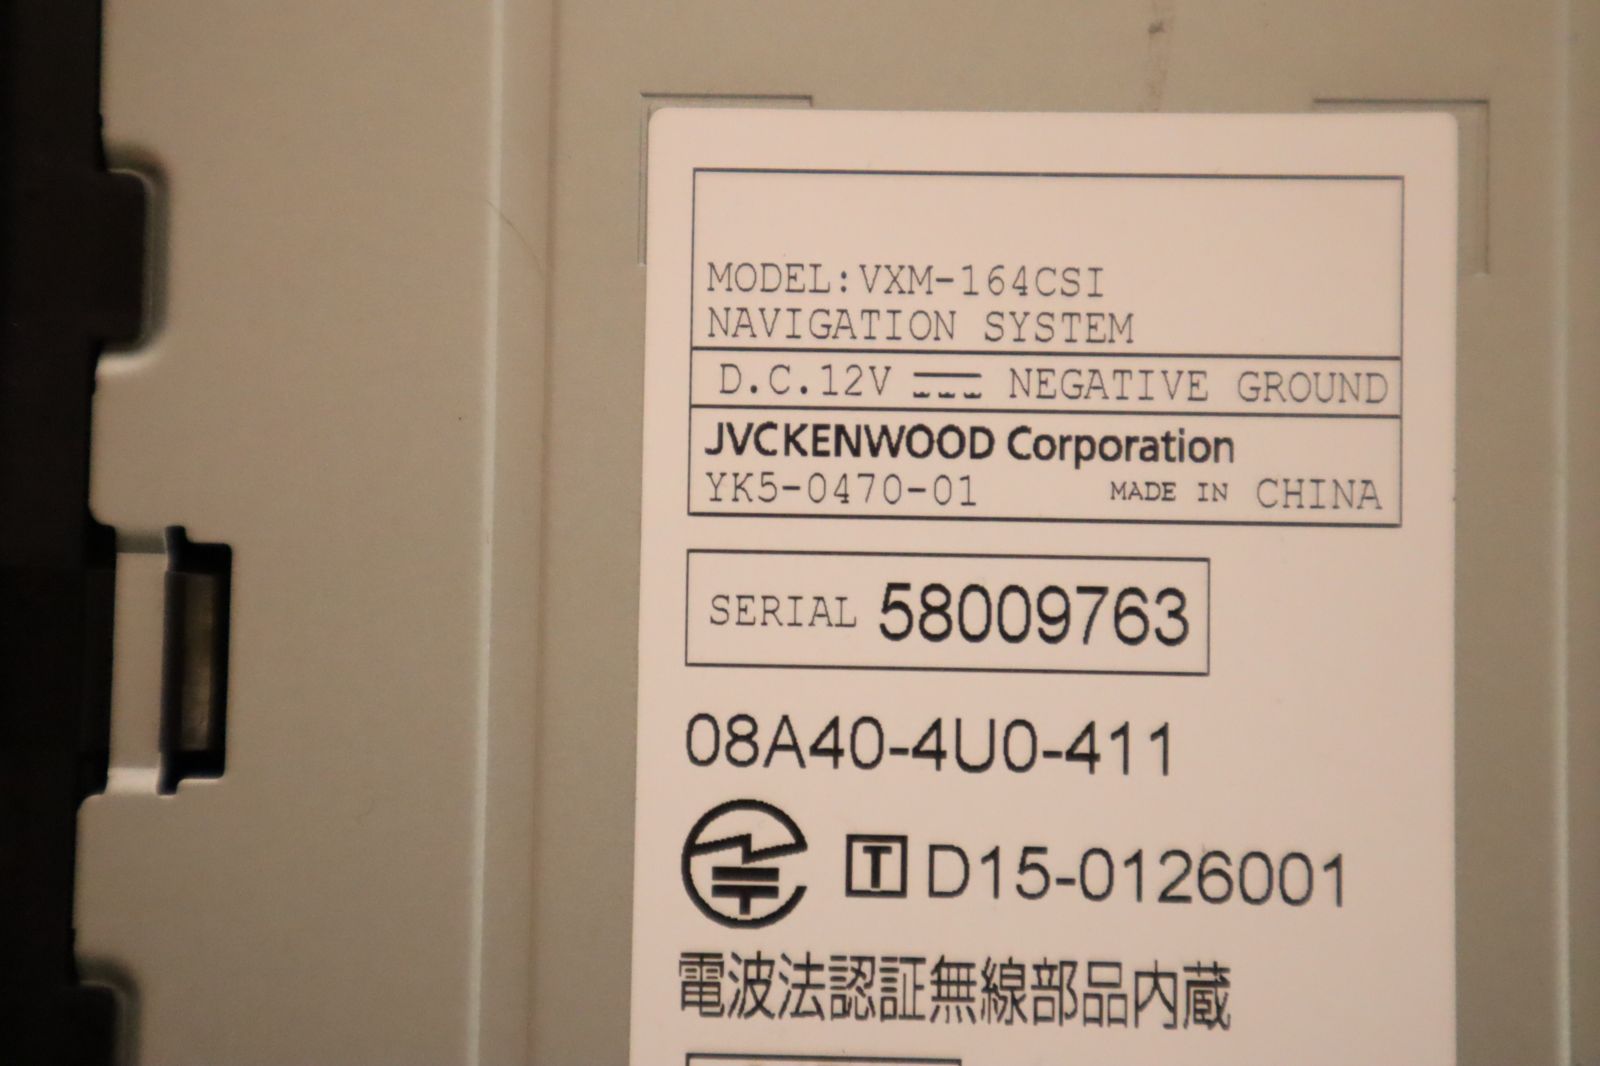 MODEL:VXM-164CSI
NAVIGATION SYSTEM
D.C.12V ⎓ NEGATIVE GROUND
JVCKENWOOD Corporation
YK5-0470-01 MADE IN CHINA
SERIAL 58009763
08A40-4U0-411
T D15-0126001
電波法認証無線部品内蔵